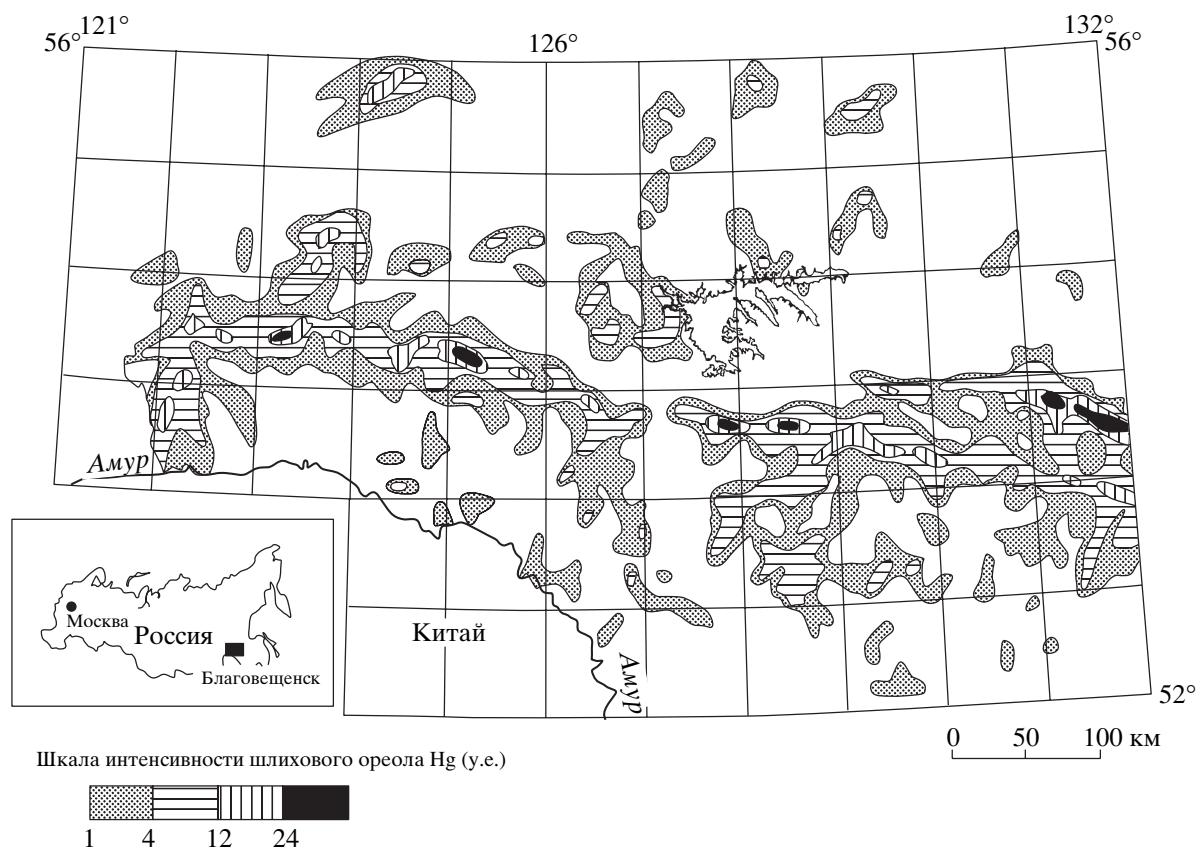 121°
56°
126°
132°
56°
Амур
Москва
Россия
Благовещенск
Китай
Амур
52°
0 50 100 км
Шкала интенсивности шлихового ореола Hg (у.е.)
1 4 12 24